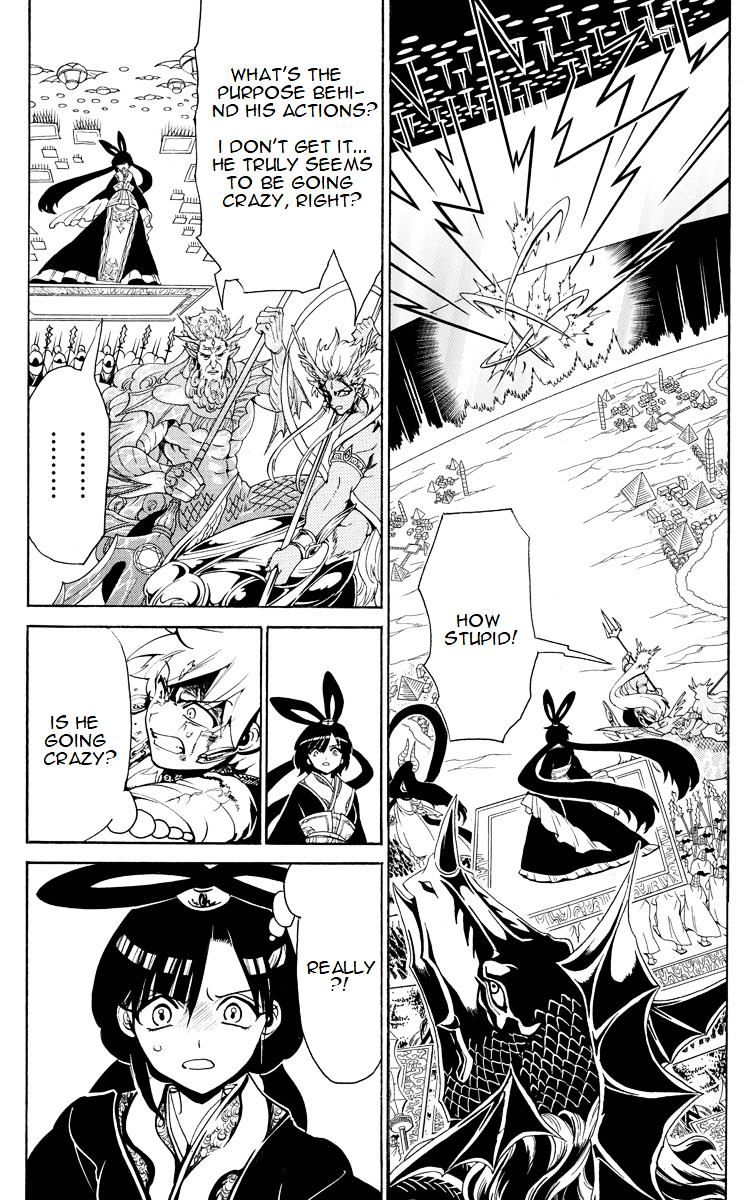 HOW
STUPID!
WHAT'S THE
PURPOSE BEHI-
ND HIS ACTIONS?
I DON'T GET IT...
HE TRULY SEEMS
TO BE GOING
CRAZY, RIGHT?
.........
.........
IS HE
GOING
CRAZY?
REALLY
?!